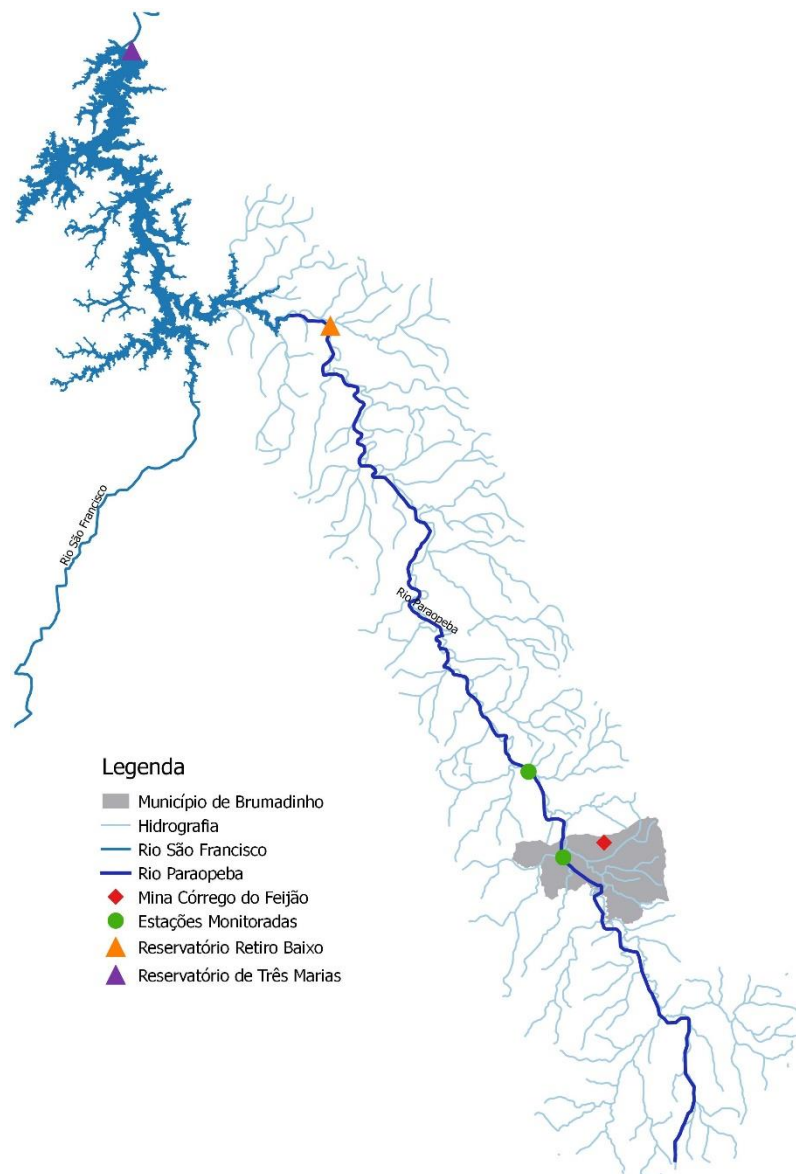 Rio São Francisco
Rio Paraopeba
Legenda
Município de Brumadinho
Hidrografia
Rio São Francisco
Rio Paraopeba
Mina Córrego do Feijão
Estações Monitoradas
Reservatório Retiro Baixo
Reservatório de Três Marias